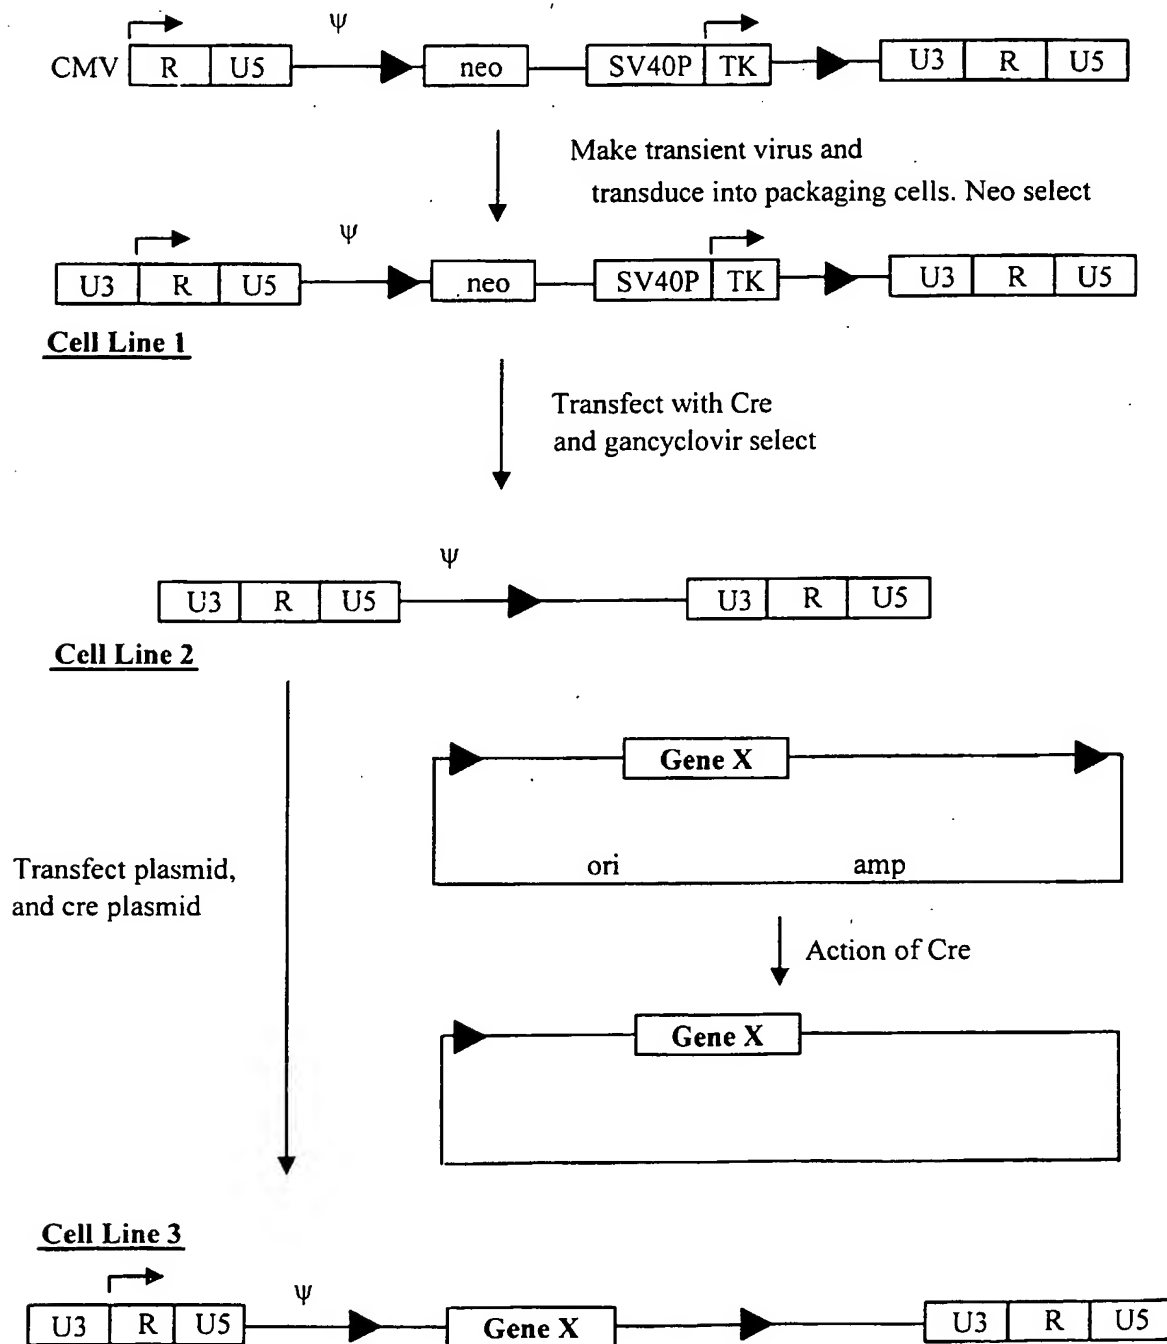 ψ
CMV R U5 neo SV40P TK U3 R U5
Make transient virus and
transduce into packaging cells. Neo select
ψ
U3 R U5 neo SV40P TK U3 R U5
Cell Line 1
Transfect with Cre
and gancyclovir select
ψ
U3 R U5 U3 R U5
Cell Line 2
Gene X
ori amp
Transfect plasmid,
and cre plasmid
Action of Cre
Gene X
Cell Line 3
ψ
U3 R U5 Gene X U3 R U5